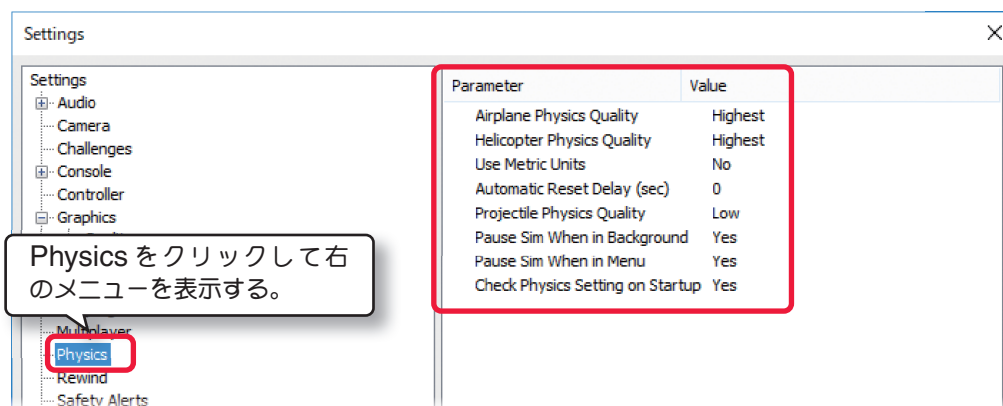 Settings
Settings
Audio
Camera
Challenges
Console
Controller
Graphics
Physics をクリックして右
のメニューを表示する。
Multiplayer
Physics
Rewind
Safety Alerts
Parameter Value
Airplane Physics Quality Highest
Helicopter Physics Quality Highest
Use Metric Units No
Automatic Reset Delay (sec) 0
Projectile Physics Quality Low
Pause Sim When in Background Yes
Pause Sim When in Menu Yes
Check Physics Setting on Startup Yes